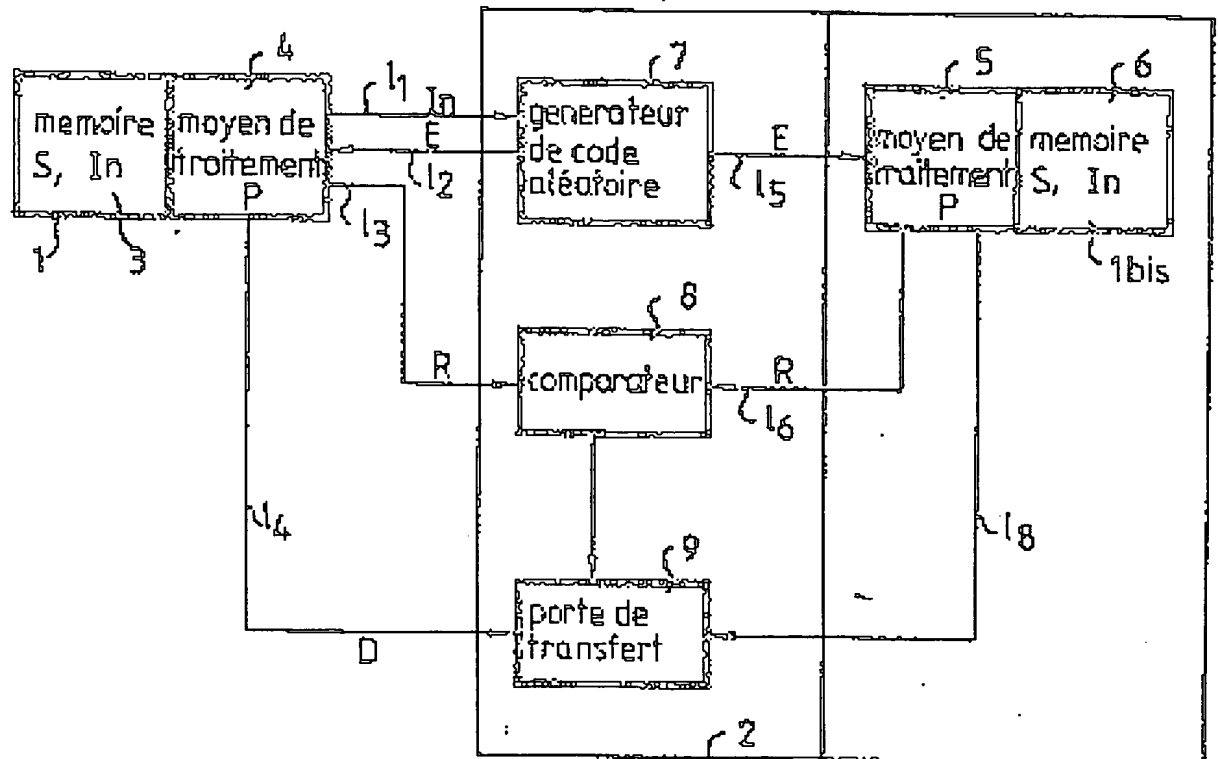 4
7
5
6
l1
In
memoire
S, In
moyen de
traitement
P
E
l2
generateur
de code
aléatoire
E
l5
moyen de
traitement
P
memoire
S, In
l3
1
3
1bis
8
R
comparateur
R
l6
l4
l8
9
porte de
transfert
D
2